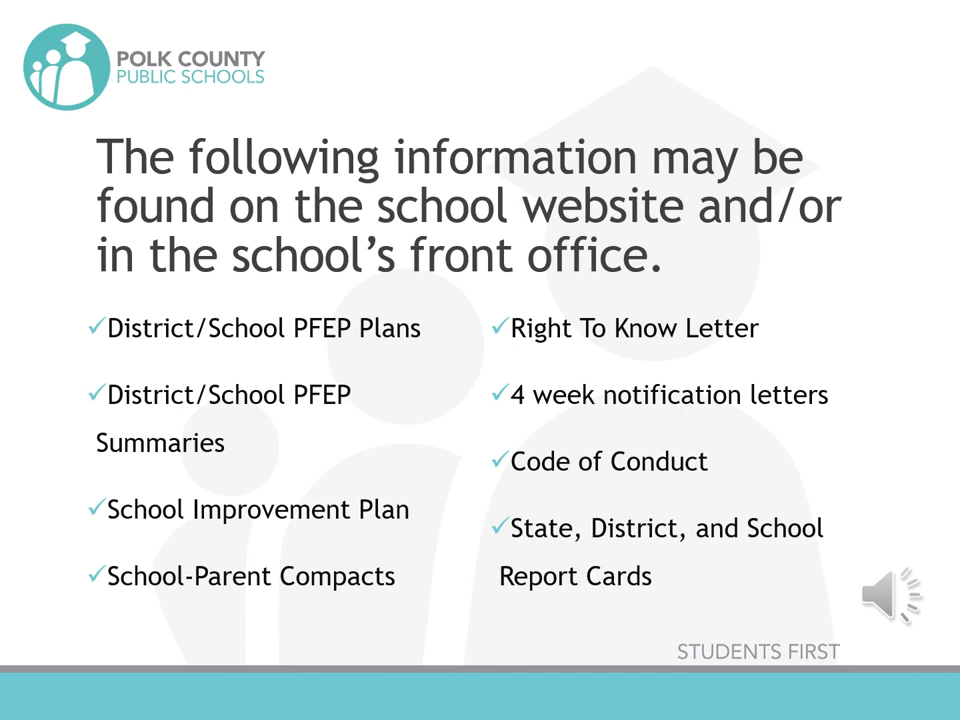 POLK COUNTY
PUBLIC SCHOOLS
The following information may be
found on the school website and/or
in the school’s front office.
✓District/School PFEP Plans
✓District/School PFEP
Summaries
✓School Improvement Plan
✓School-Parent Compacts
✓Right To Know Letter
✓4 week notification letters
✓Code of Conduct
✓State, District, and School
Report Cards
STUDENTS FIRST